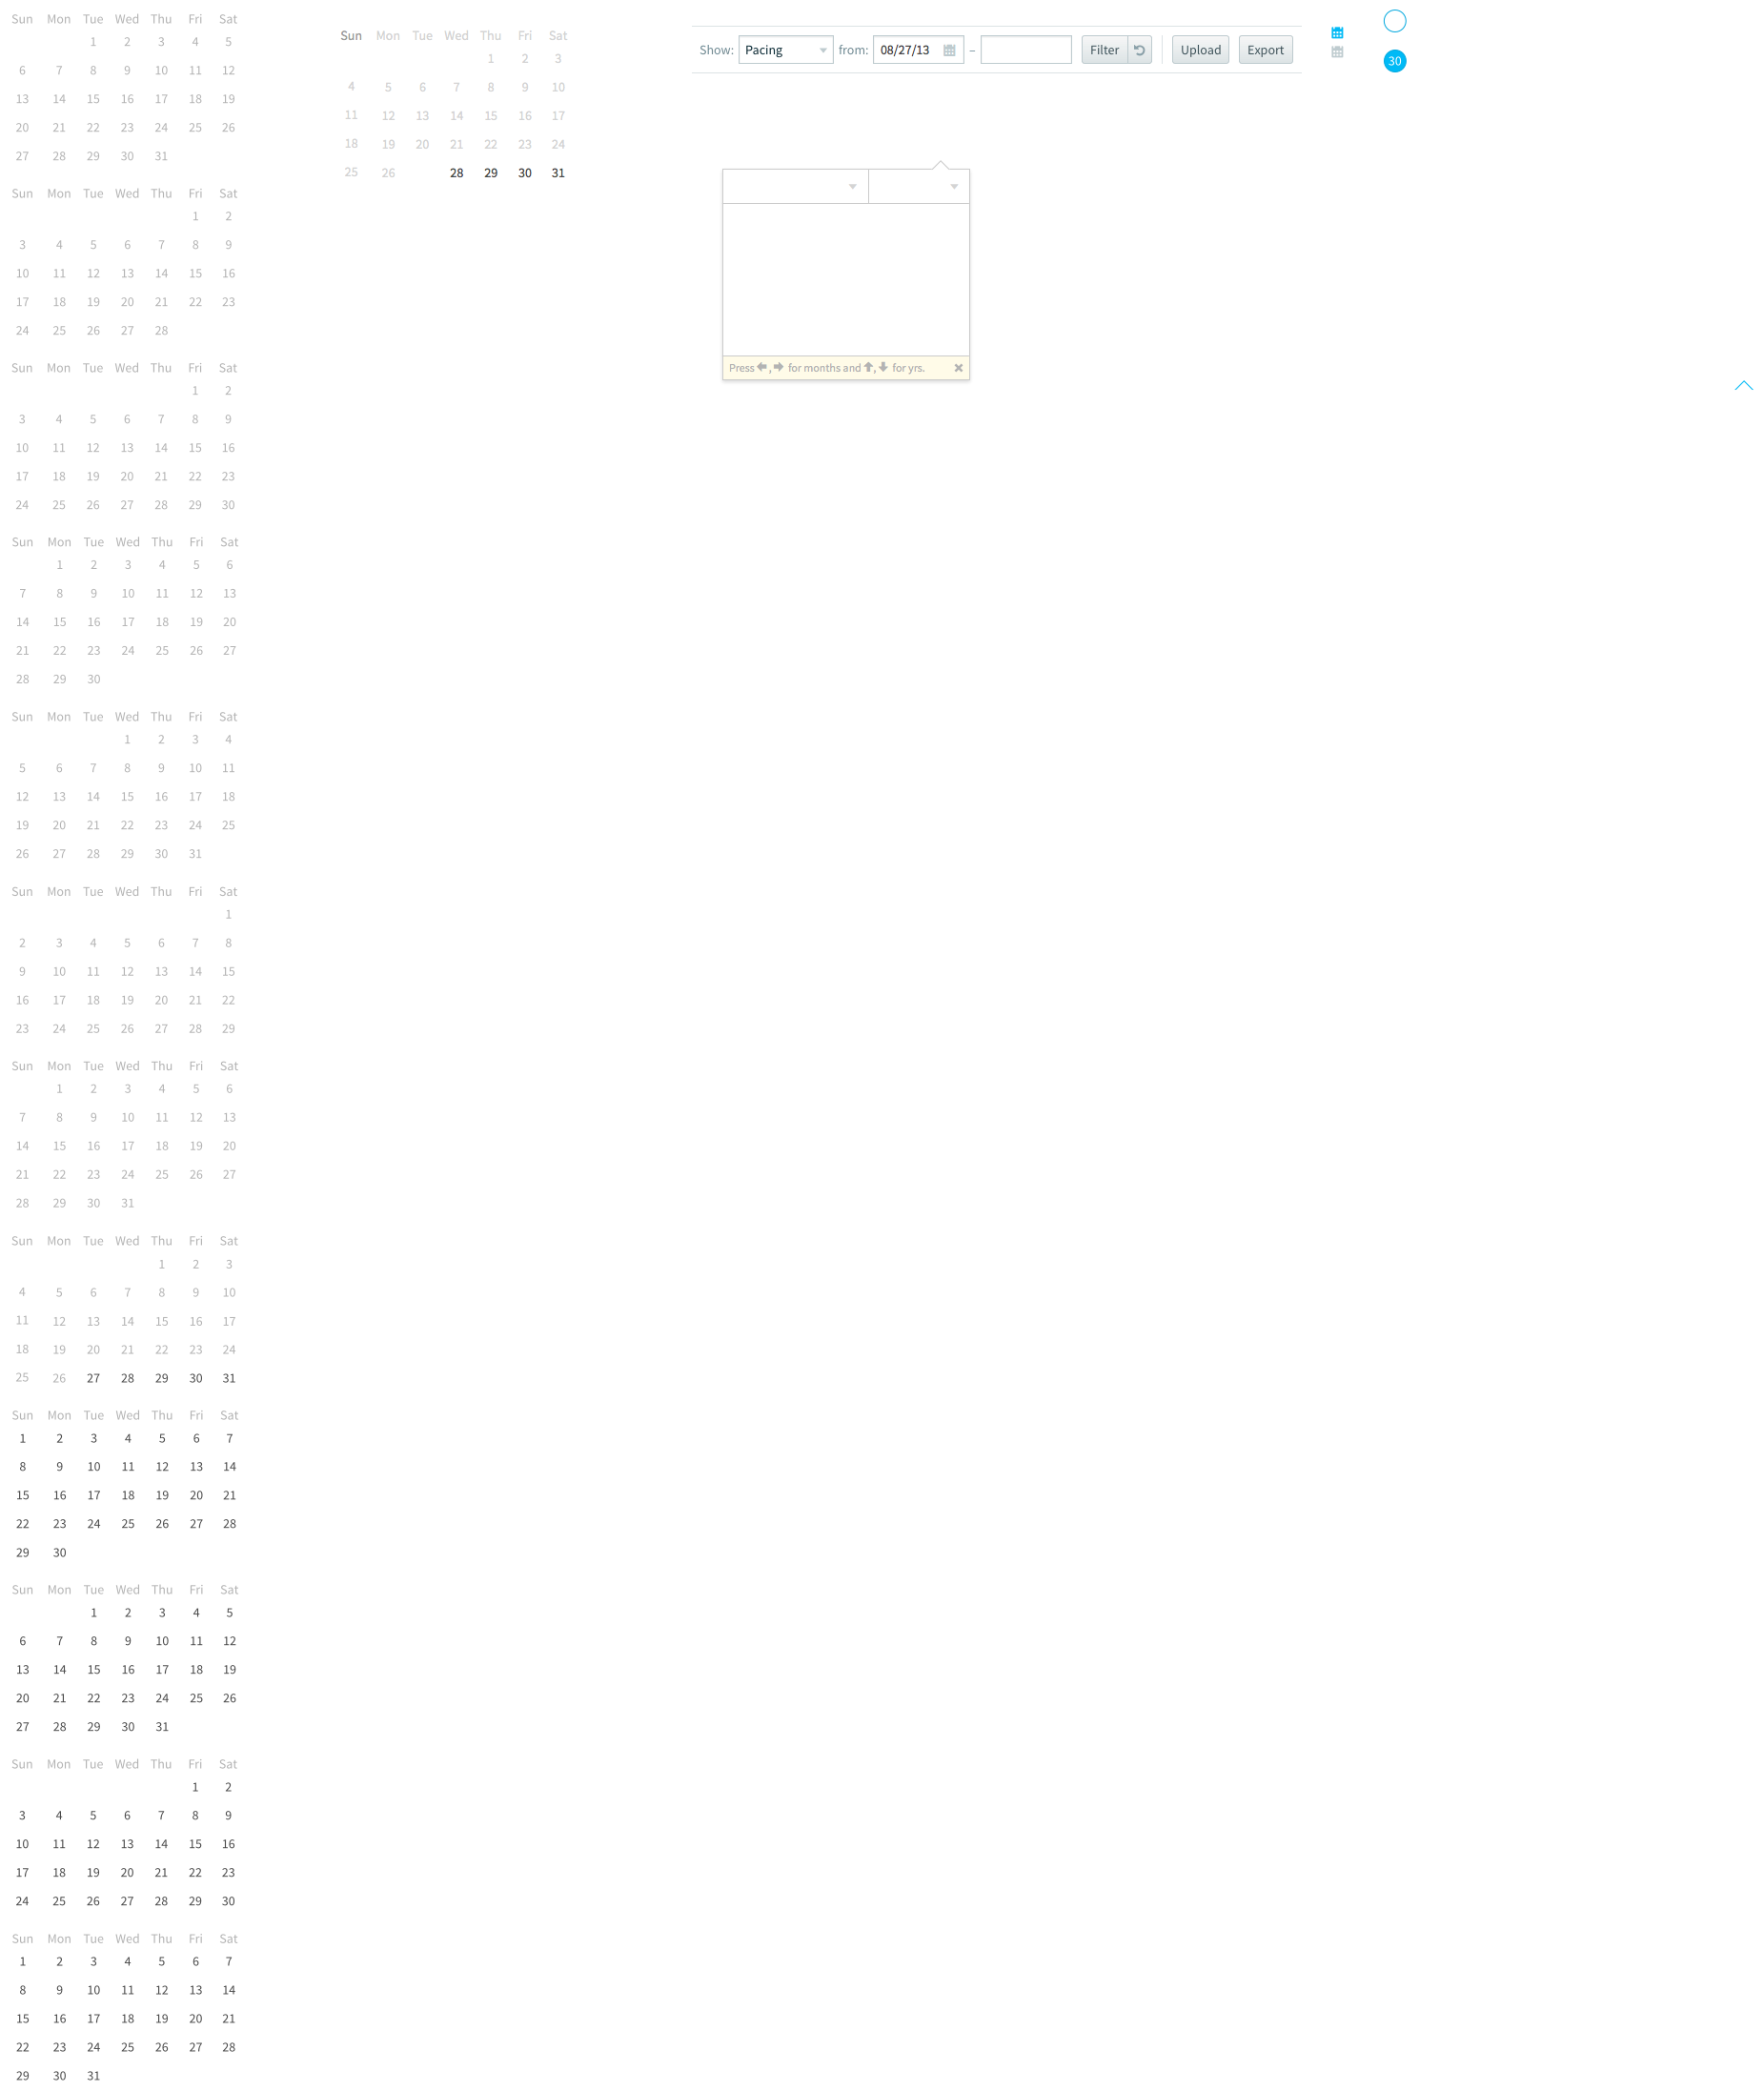 Sun Mon Tue Wed Thu Fri Sat
1 2 3 4 5
6 7 8 9 10 11 12
13 14 15 16 17 18 19
20 21 22 23 24 25 26
27 28 29 30 31
Sun Mon Tue Wed Thu Fri Sat
1 2
3 4 5 6 7 8 9
10 11 12 13 14 15 16
17 18 19 20 21 22 23
24 25 26 27 28
Sun Mon Tue Wed Thu Fri Sat
1 2
3 4 5 6 7 8 9
10 11 12 13 14 15 16
17 18 19 20 21 22 23
24 25 26 27 28 29 30
Sun Mon Tue Wed Thu Fri Sat
1 2 3 4 5 6
7 8 9 10 11 12 13
14 15 16 17 18 19 20
21 22 23 24 25 26 27
28 29 30
Sun Mon Tue Wed Thu Fri Sat
1 2 3 4
5 6 7 8 9 10 11
12 13 14 15 16 17 18
19 20 21 22 23 24 25
26 27 28 29 30 31
Sun Mon Tue Wed Thu Fri Sat
1
2 3 4 5 6 7 8
9 10 11 12 13 14 15
16 17 18 19 20 21 22
23 24 25 26 27 28 29
Sun Mon Tue Wed Thu Fri Sat
1 2 3 4 5 6
7 8 9 10 11 12 13
14 15 16 17 18 19 20
21 22 23 24 25 26 27
28 29 30 31
Sun Mon Tue Wed Thu Fri Sat
1 2 3
4 5 6 7 8 9 10
11 12 13 14 15 16 17
18 19 20 21 22 23 24
25 26 27 28 29 30 31
Sun Mon Tue Wed Thu Fri Sat
1 2 3 4 5 6 7
8 9 10 11 12 13 14
15 16 17 18 19 20 21
22 23 24 25 26 27 28
29 30
Sun Mon Tue Wed Thu Fri Sat
1 2 3 4 5
6 7 8 9 10 11 12
13 14 15 16 17 18 19
20 21 22 23 24 25 26
27 28 29 30 31
Sun Mon Tue Wed Thu Fri Sat
1 2
3 4 5 6 7 8 9
10 11 12 13 14 15 16
17 18 19 20 21 22 23
24 25 26 27 28 29 30
Sun Mon Tue Wed Thu Fri Sat
1 2 3 4 5 6 7
8 9 10 11 12 13 14
15 16 17 18 19 20 21
22 23 24 25 26 27 28
29 30 31
Sun Mon Tue Wed Thu Fri Sat
1 2 3
4 5 6 7 8 9 10
11 12 13 14 15 16 17
18 19 20 21 22 23 24
25 26 28 29 30 31
Show: Pacing from: 08/27/13 – Filter Upload Export
30
Press , for months and , for yrs.